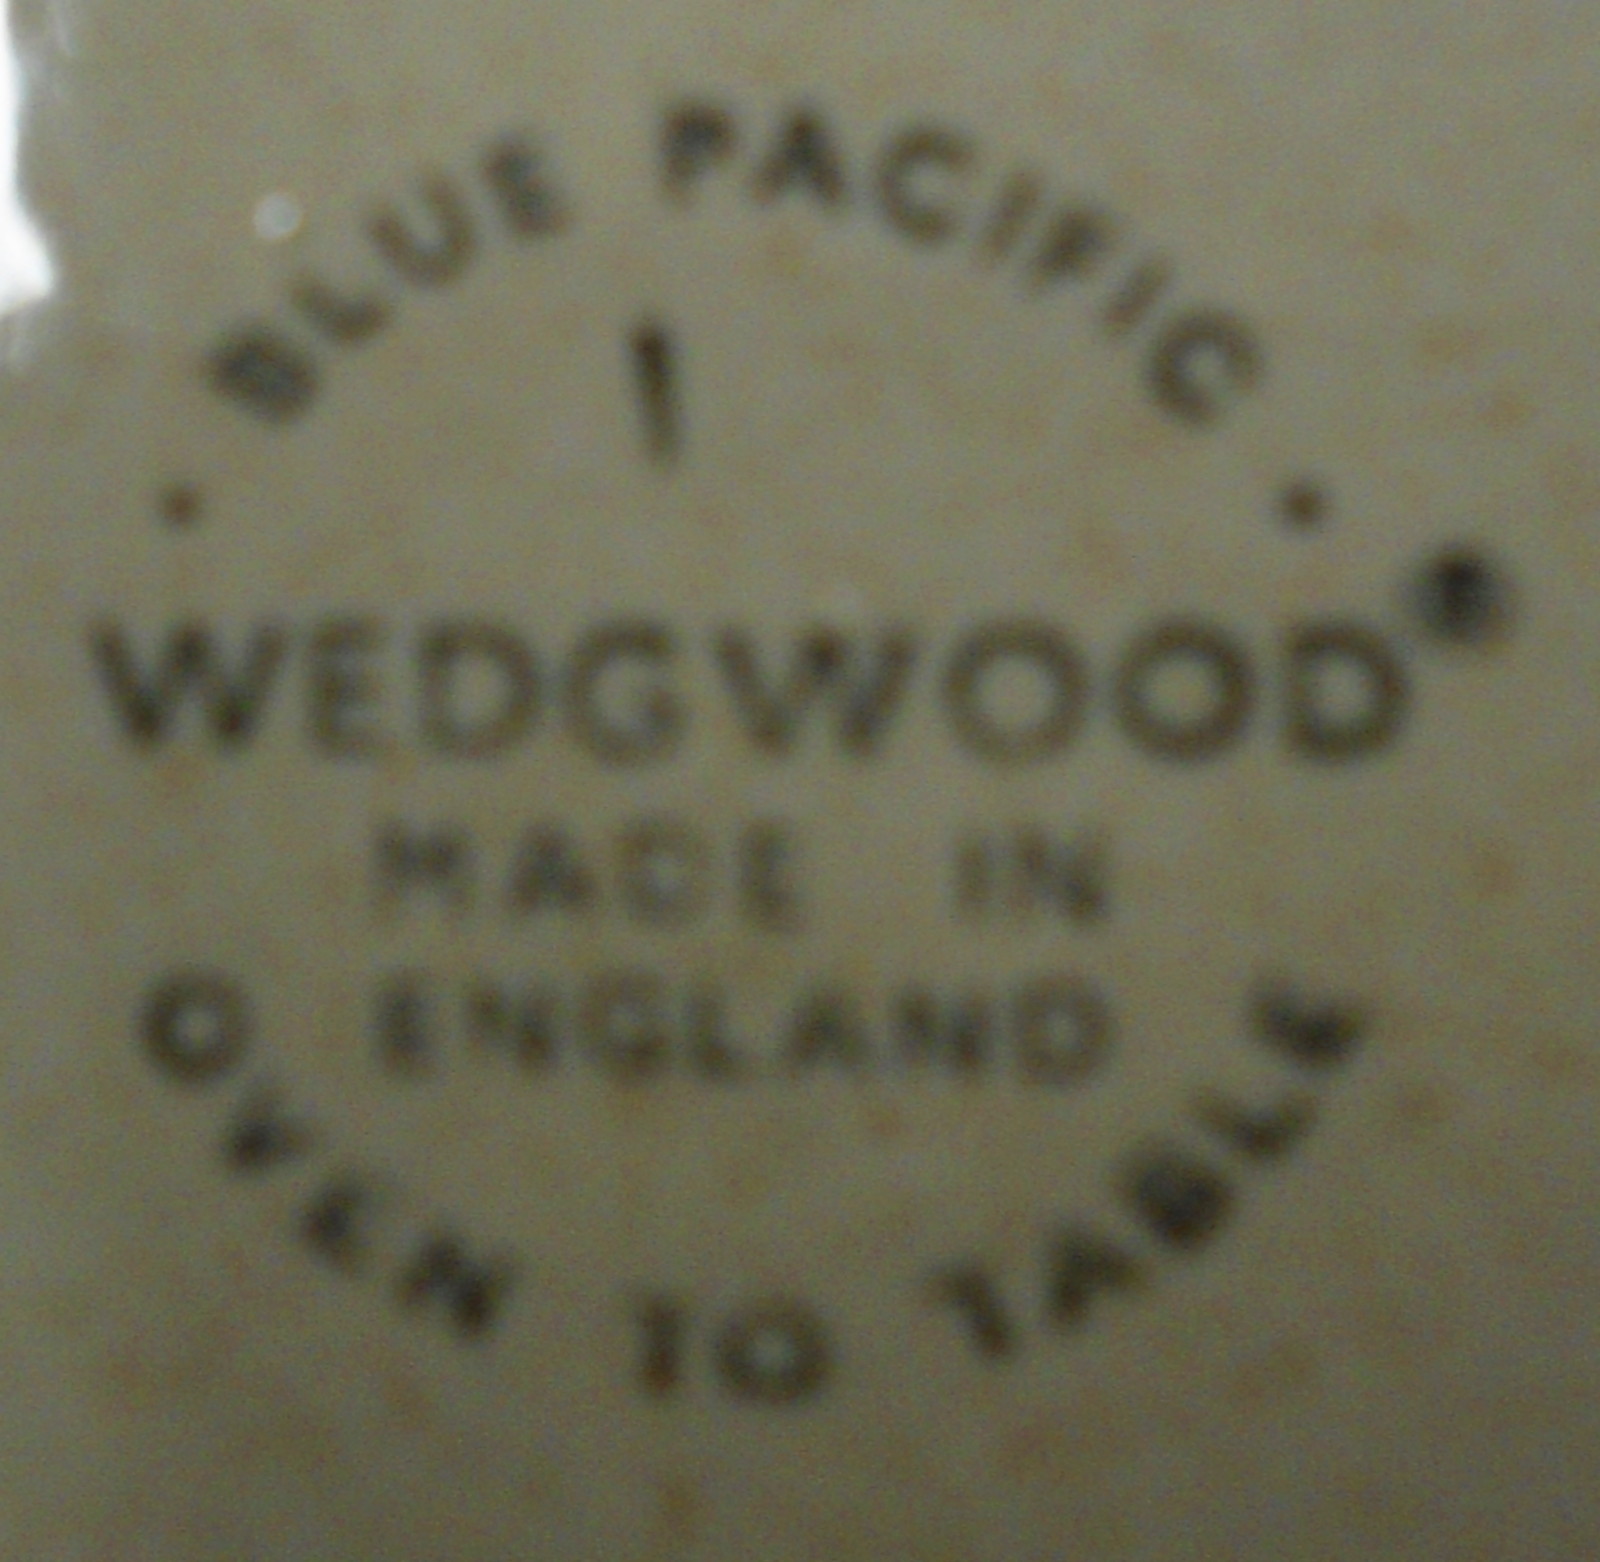 · BLUE PACIFIC ·
1
WEDGWOOD®
MADE IN
ENGLAND
OVEN TO TABLE